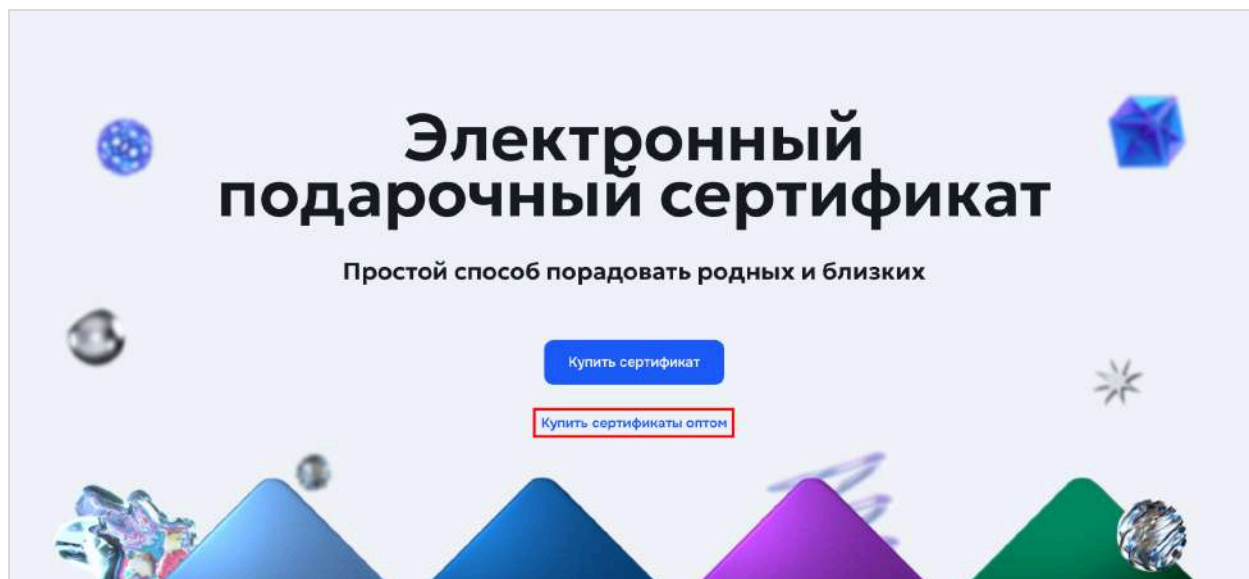 Электронный
подарочный сертификат
Простой способ порадовать родных и близких
Купить сертификат
Купить сертификаты оптом